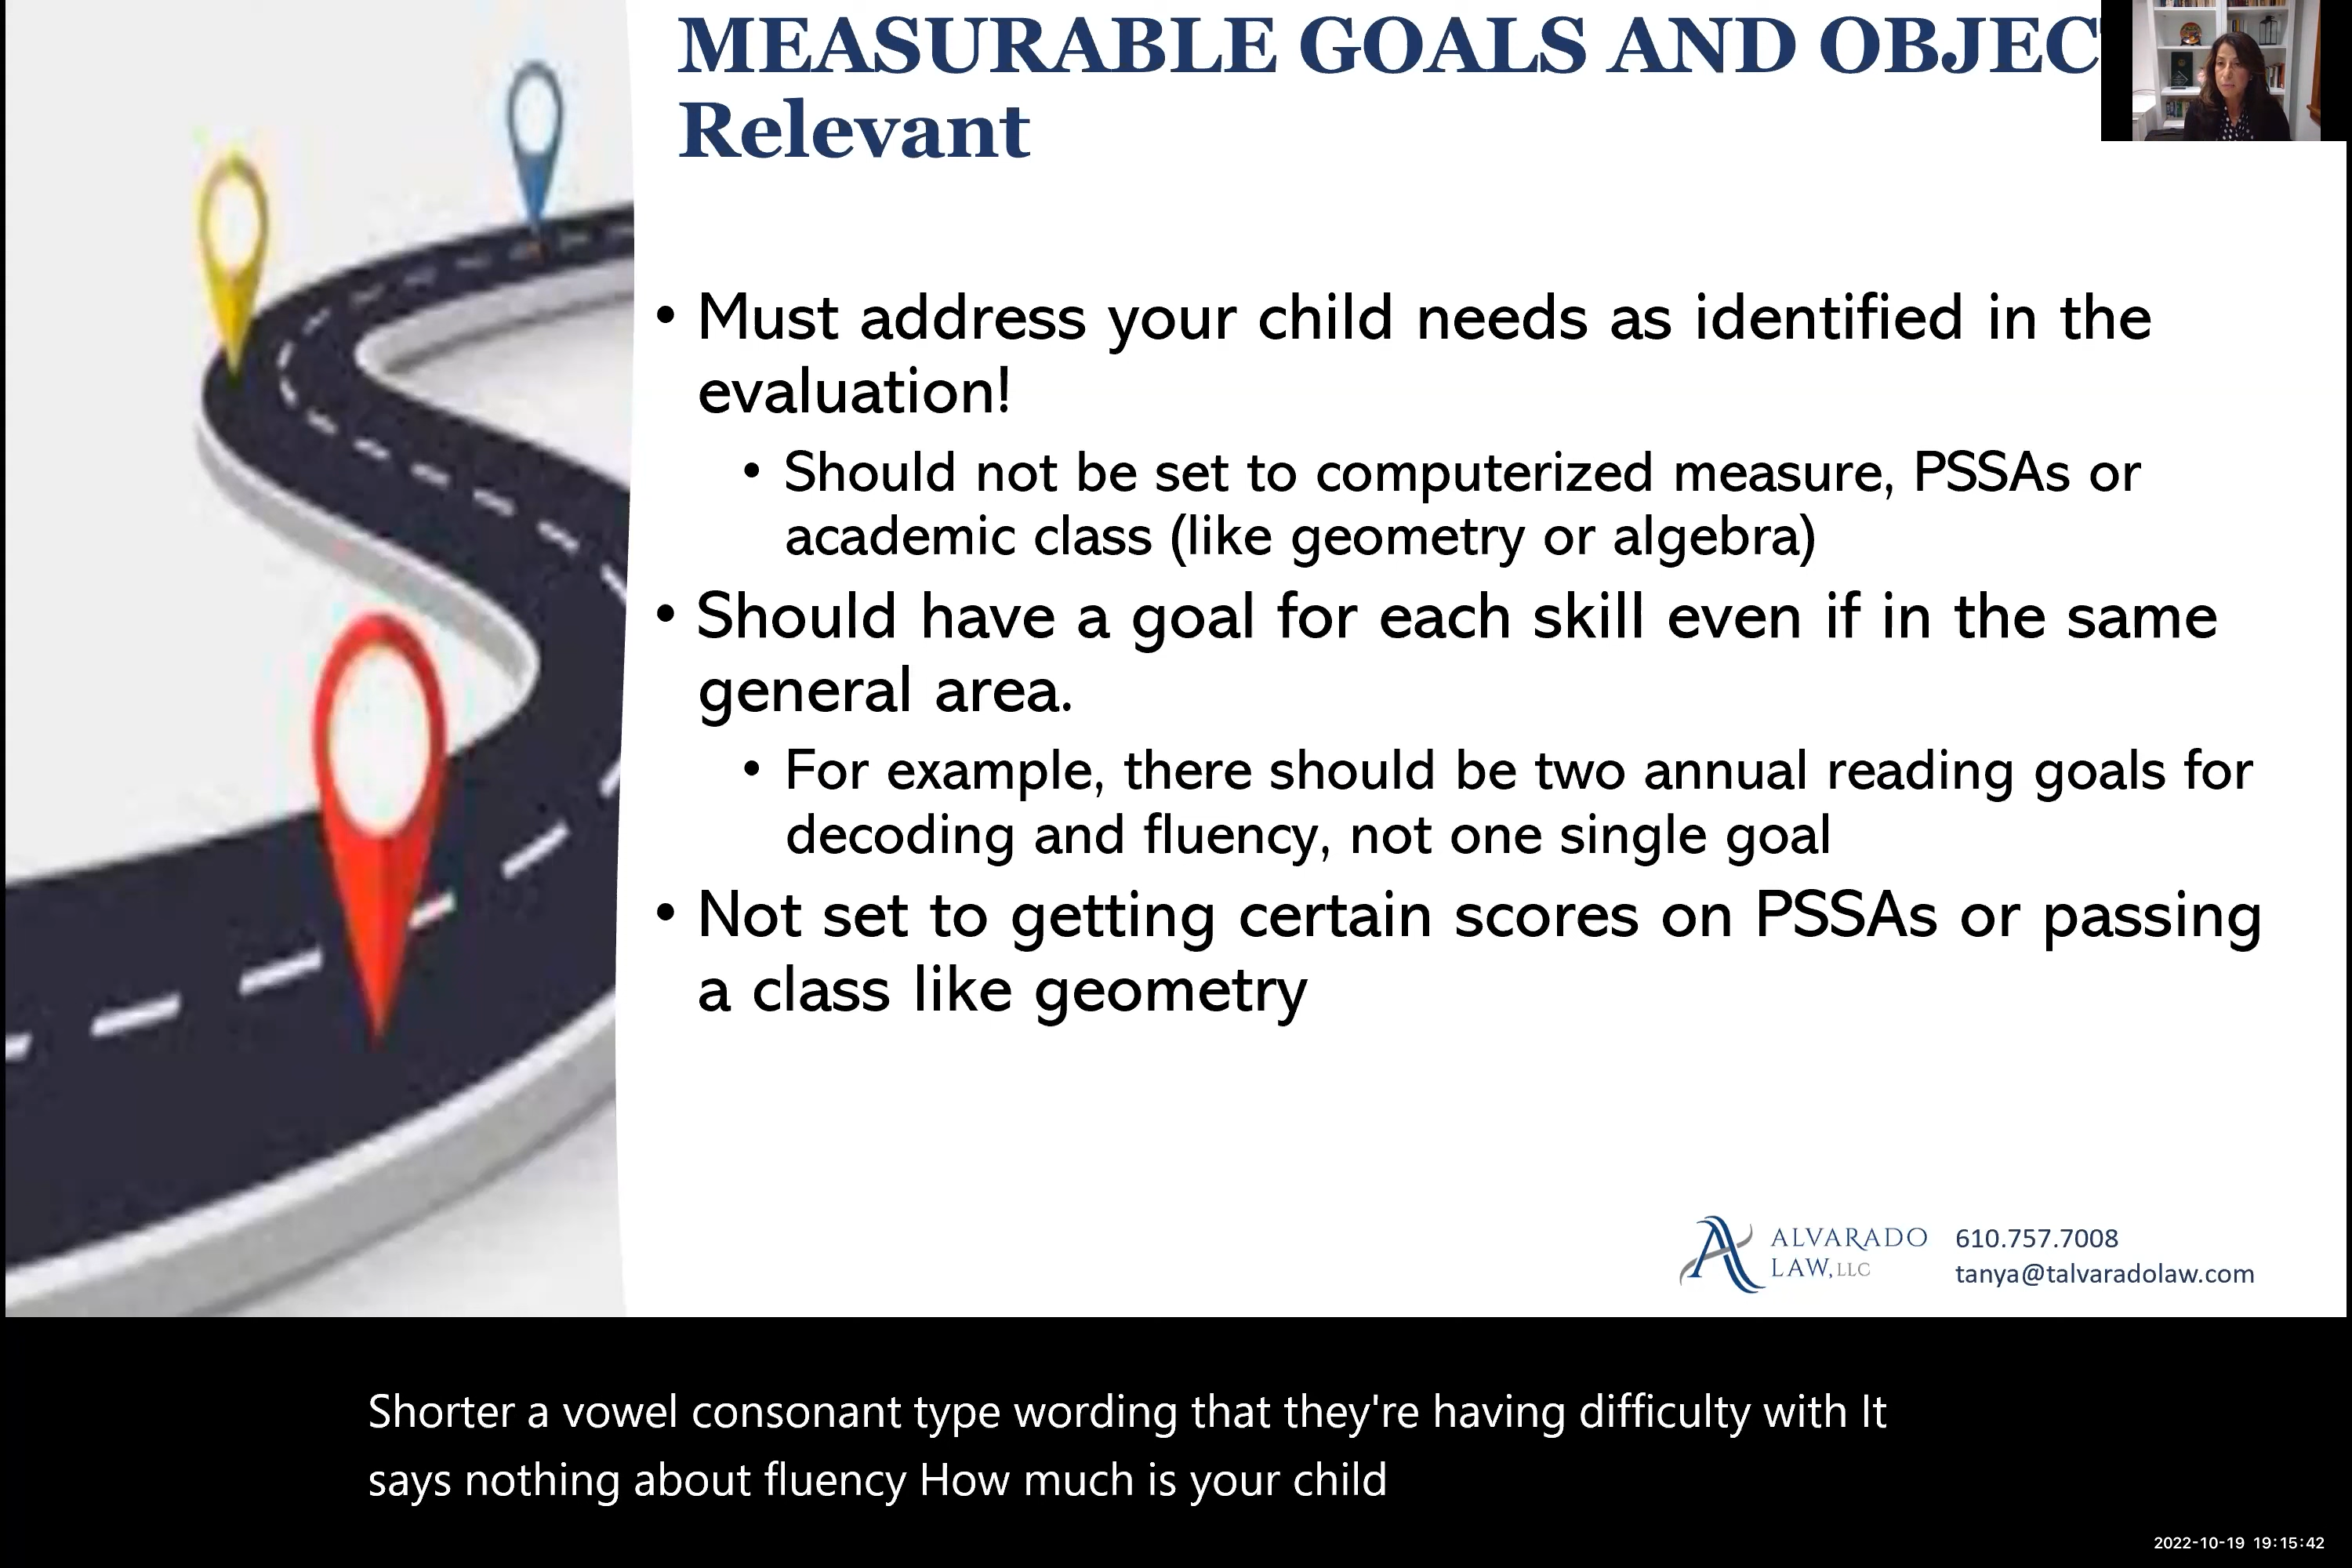 MEASURABLE GOALS AND OBJEC
Relevant
• Must address your child needs as identified in the
evaluation!
• Should not be set to computerized measure, PSSAs or
academic class (like geometry or algebra)
• Should have a goal for each skill even if in the same
general area.
• For example, there should be two annual reading goals for
decoding and fluency, not one single goal
• Not set to getting certain scores on PSSAs or passing
a class like geometry
ALVARADO
LAW, LLC
610.757.7008
tanya@talvaradolaw.com
Shorter a vowel consonant type wording that they're having difficulty with It
says nothing about fluency How much is your child
2022-10-19 19:15:42